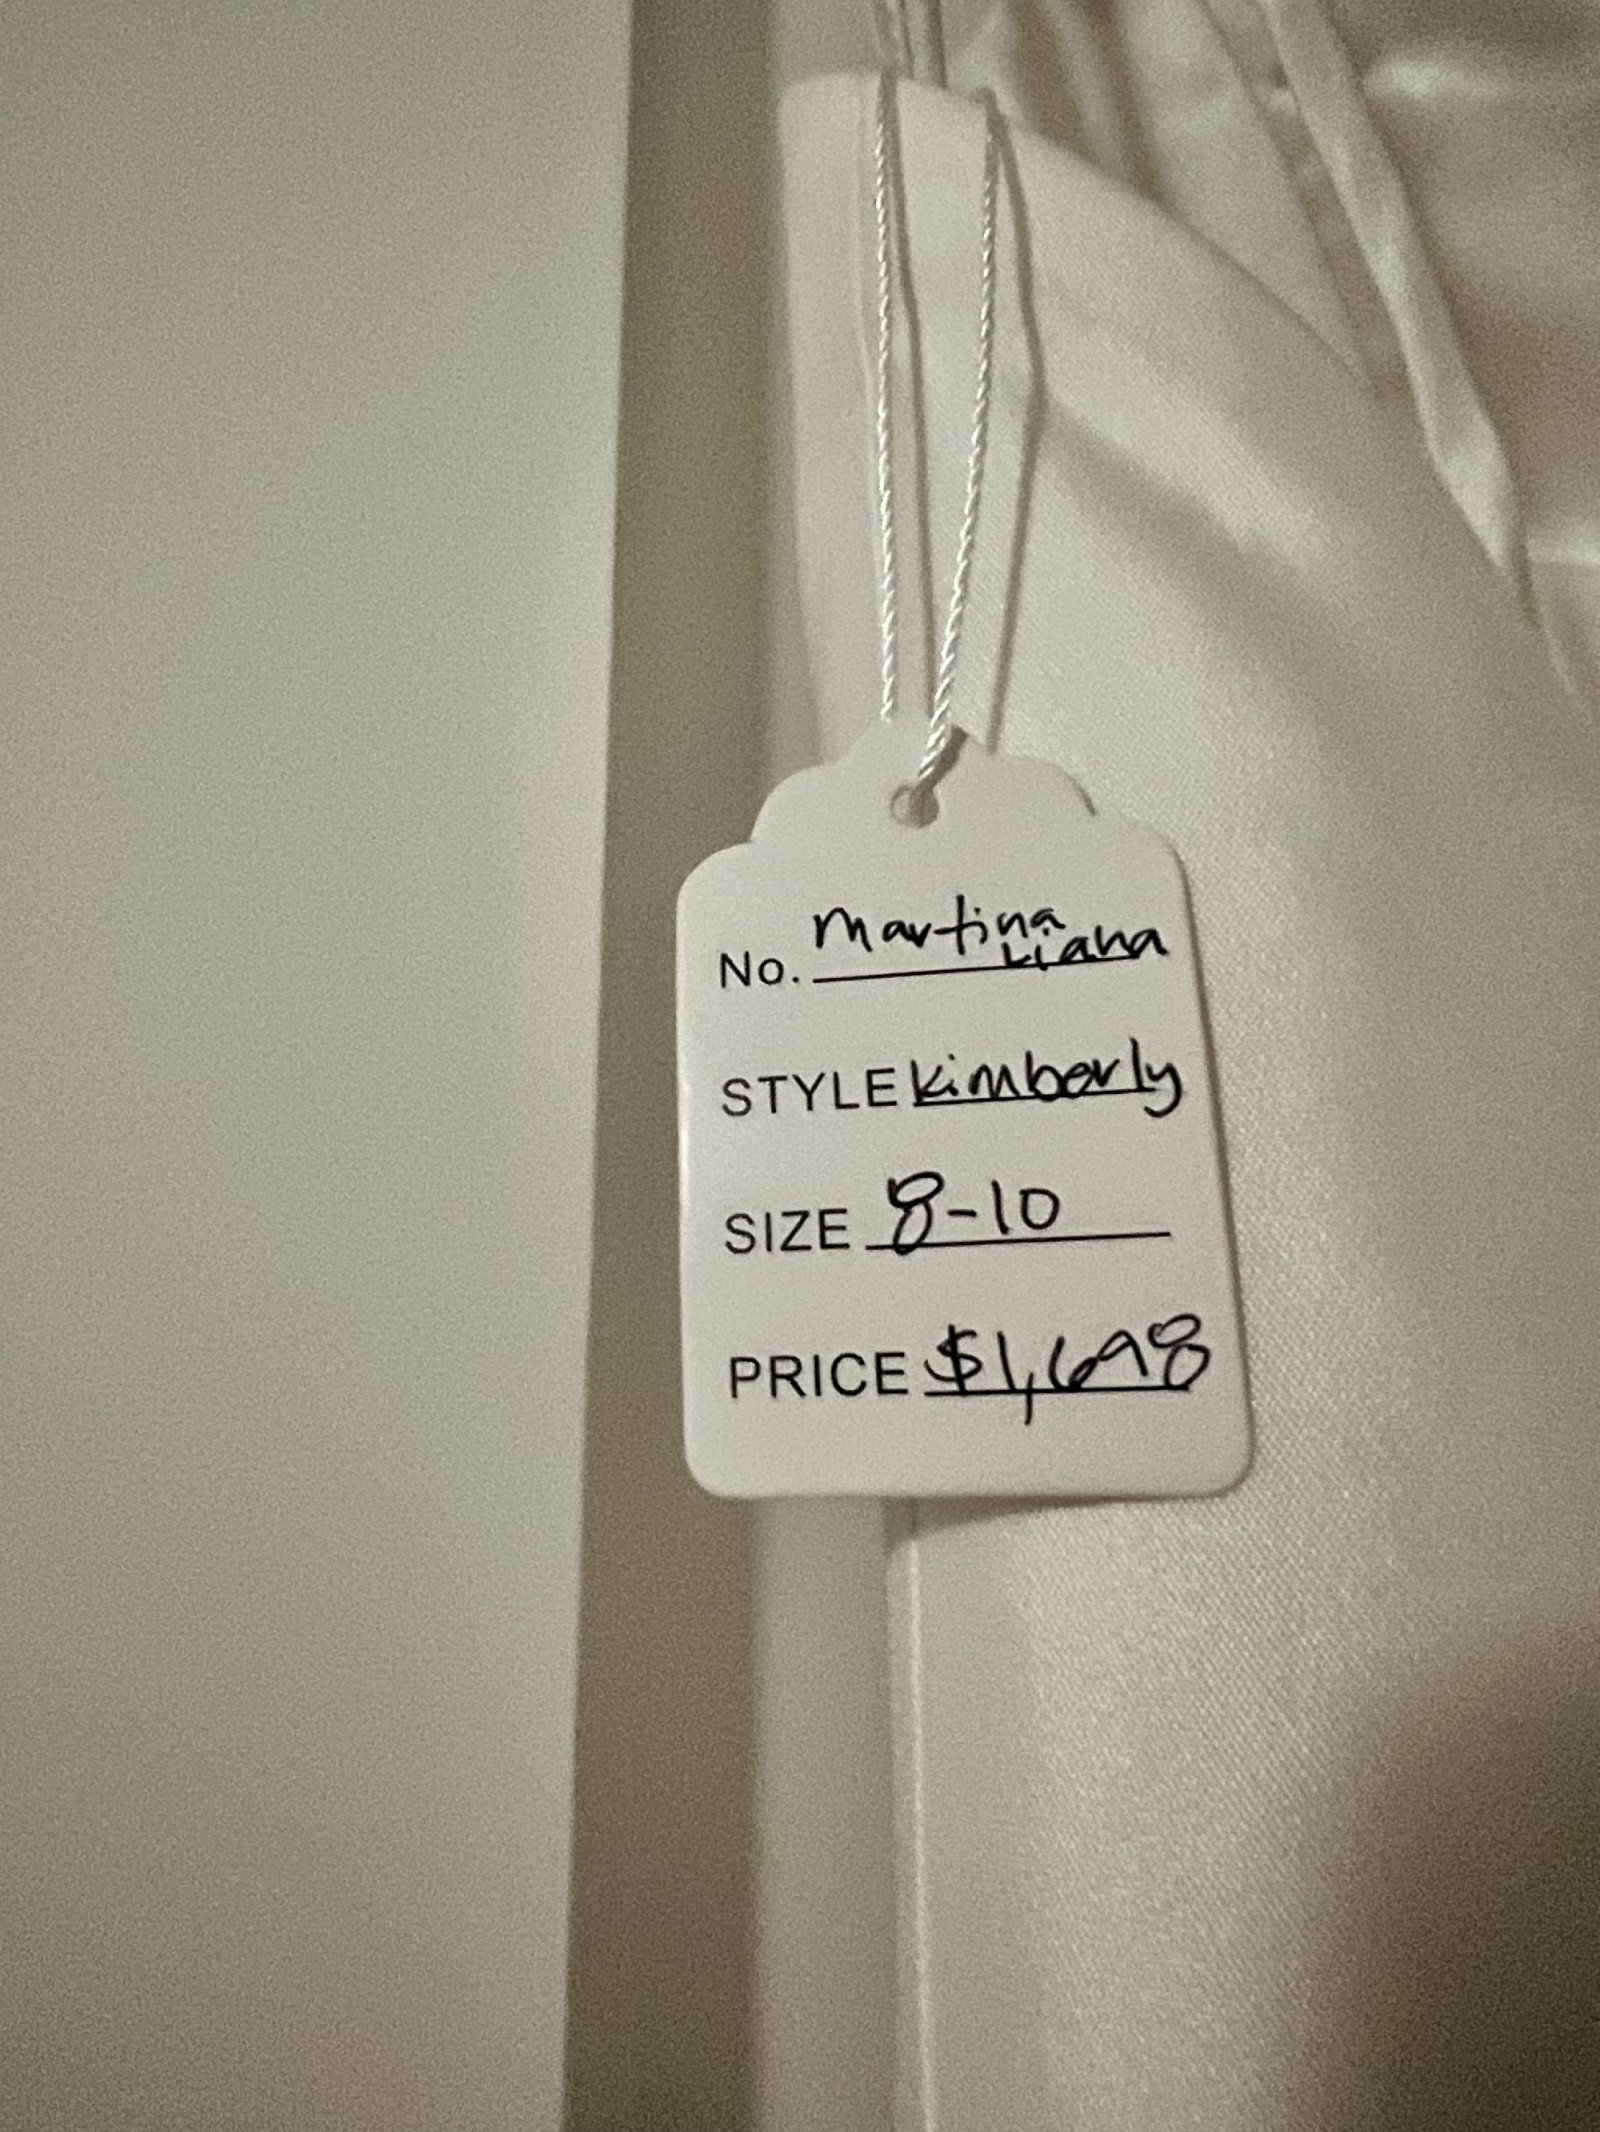 No. Martina
Liana
STYLE Kimberly
SIZE 8-10
PRICE $1,698